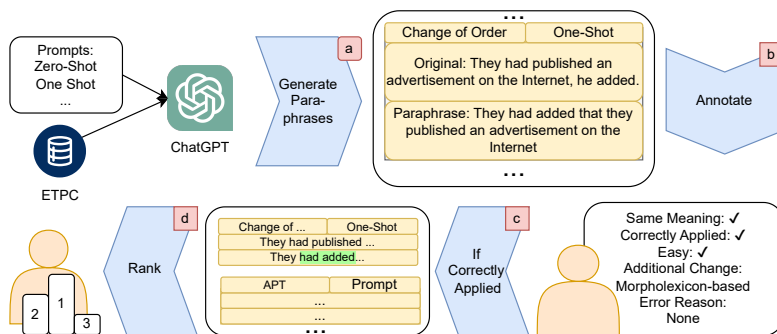 Prompts:
Zero-Shot
One Shot
...
ChatGPT
ETPC
a
Generate
Para-
phrases
...
Change of Order
One-Shot
Original: They had published an
advertisement on the Internet, he added.
Paraphrase: They had added that they
published an advertisement on the
Internet
...
b
Annotate
Same Meaning: ✓
Correctly Applied: ✓
Easy: ✓
Additional Change:
Morpholexicon-based
Error Reason:
None
c
If
Correctly
Applied
Change of ...
One-Shot
They had published ...
They had added...
APT
Prompt
...
...
...
d
Rank
2
1
3